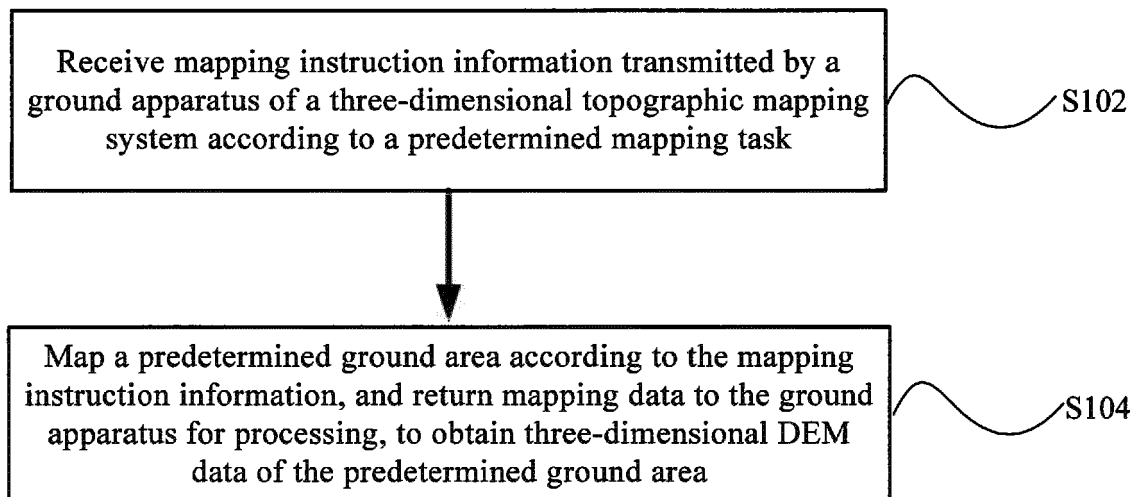 Receive mapping instruction information transmitted by a
ground apparatus of a three-dimensional topographic mapping
system according to a predetermined mapping task
S102
Map a predetermined ground area according to the mapping
instruction information, and return mapping data to the ground
apparatus for processing, to obtain three-dimensional DEM
data of the predetermined ground area
S104